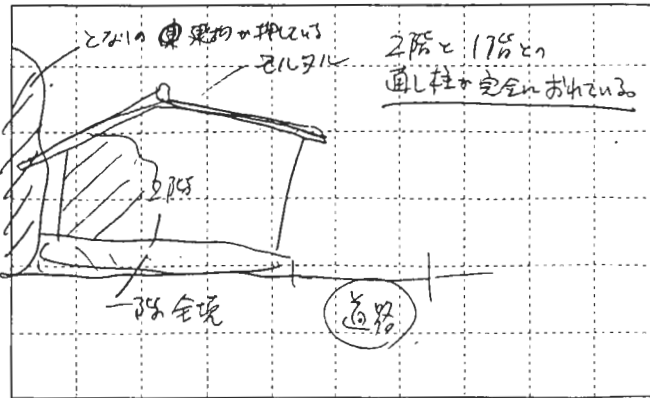 となりの建物が押している
モルタル
2階と1階との
通し柱が完全におれている。
2階
一階全壊
道路